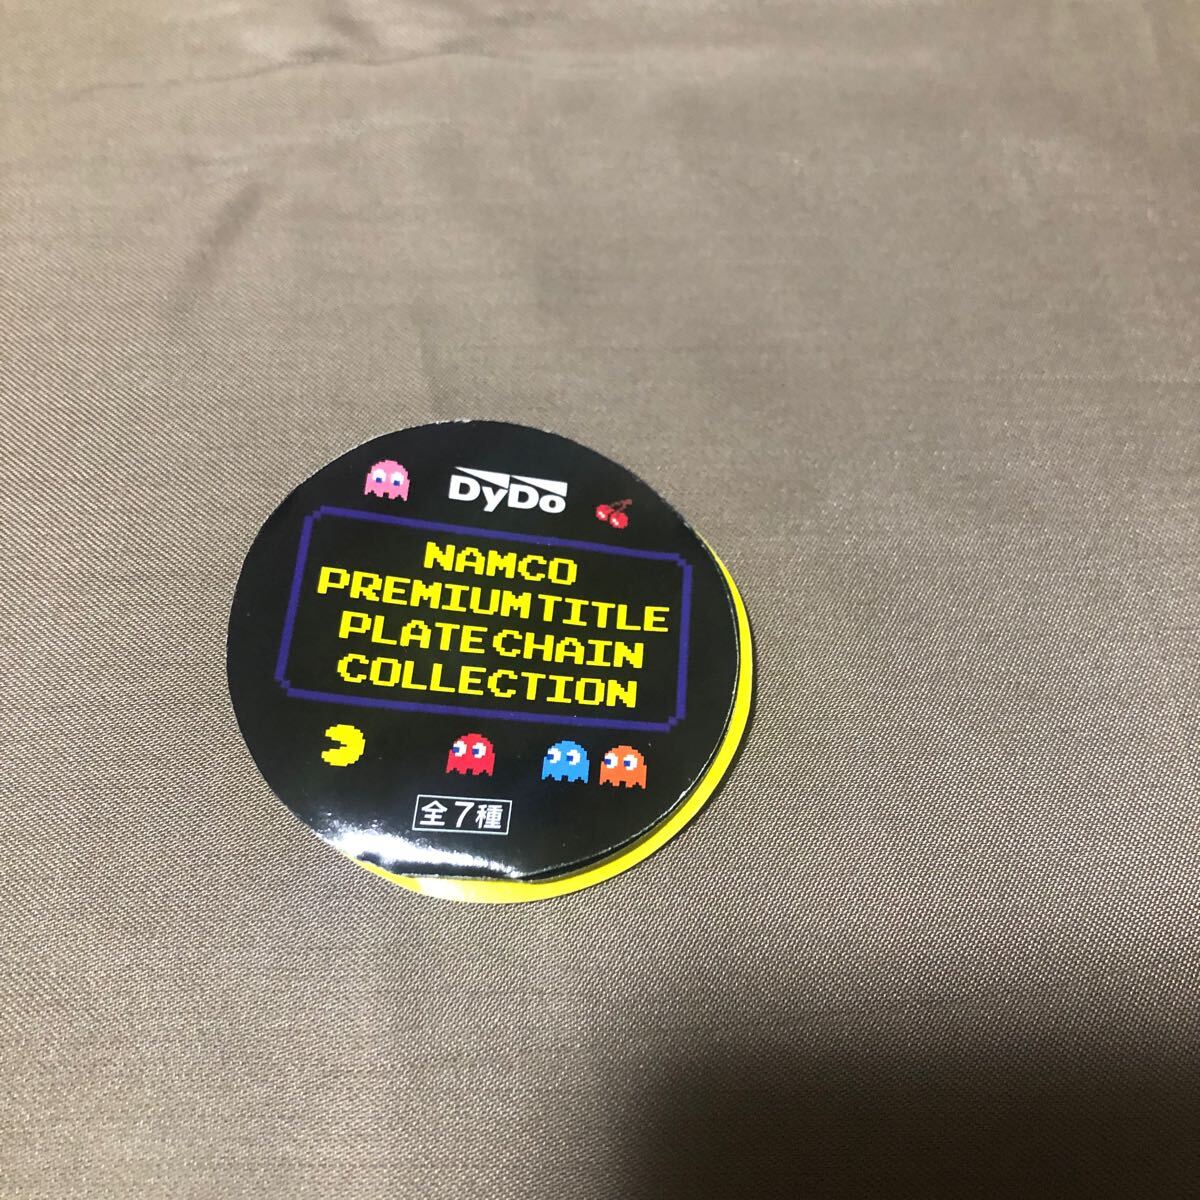 DyDo
NAMCO
PREMIUM TITLE
PLATE CHAIN
COLLECTION
全7種